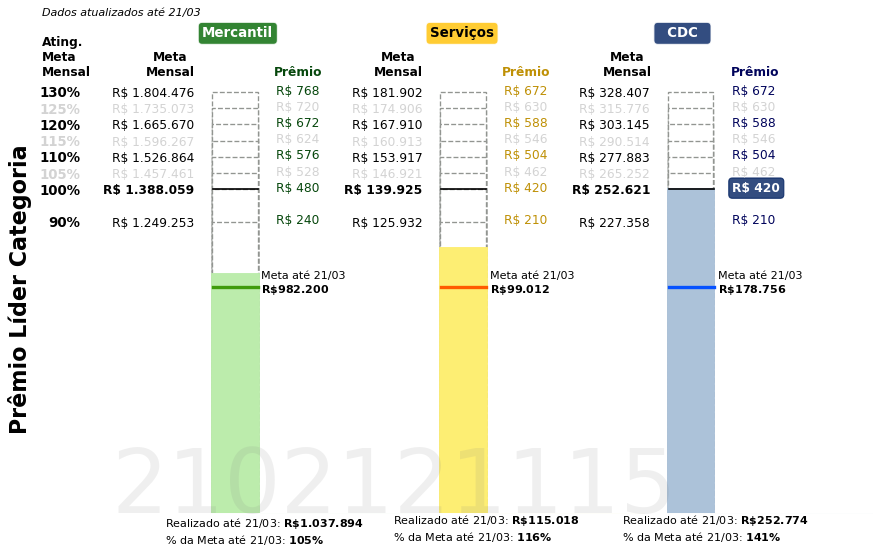 Dados atualizados até 21/03
Mercantil Serviços CDC
Ating. Meta Mensal Meta Mensal Prêmio Meta Mensal Prêmio Meta Mensal Prêmio
130% R$ 1.804.476 R$ 768 R$ 181.902 R$ 672 R$ 328.407 R$ 672
125% R$ 1.735.073 R$ 720 R$ 174.906 R$ 630 R$ 315.776 R$ 630
120% R$ 1.665.670 R$ 672 R$ 167.910 R$ 588 R$ 303.145 R$ 588
115% R$ 1.596.267 R$ 624 R$ 160.913 R$ 546 R$ 290.514 R$ 546
110% R$ 1.526.864 R$ 576 R$ 153.917 R$ 504 R$ 277.883 R$ 504
105% R$ 1.457.461 R$ 528 R$ 146.921 R$ 462 R$ 265.252 R$ 462
100% R$ 1.388.059 R$ 480 R$ 139.925 R$ 420 R$ 252.621 R$ 420
90% R$ 1.249.253 R$ 240 R$ 125.932 R$ 210 R$ 227.358 R$ 210
Meta até 21/03 Meta até 21/03 Meta até 21/03
R$982.200 R$99.012 R$178.756
Prêmio Líder Categoria
2102121115
Realizado até 21/03: R$1.037.894 Realizado até 21/03: R$115.018 Realizado até 21/03: R$252.774
% da Meta até 21/03: 105% % da Meta até 21/03: 116% % da Meta até 21/03: 141%